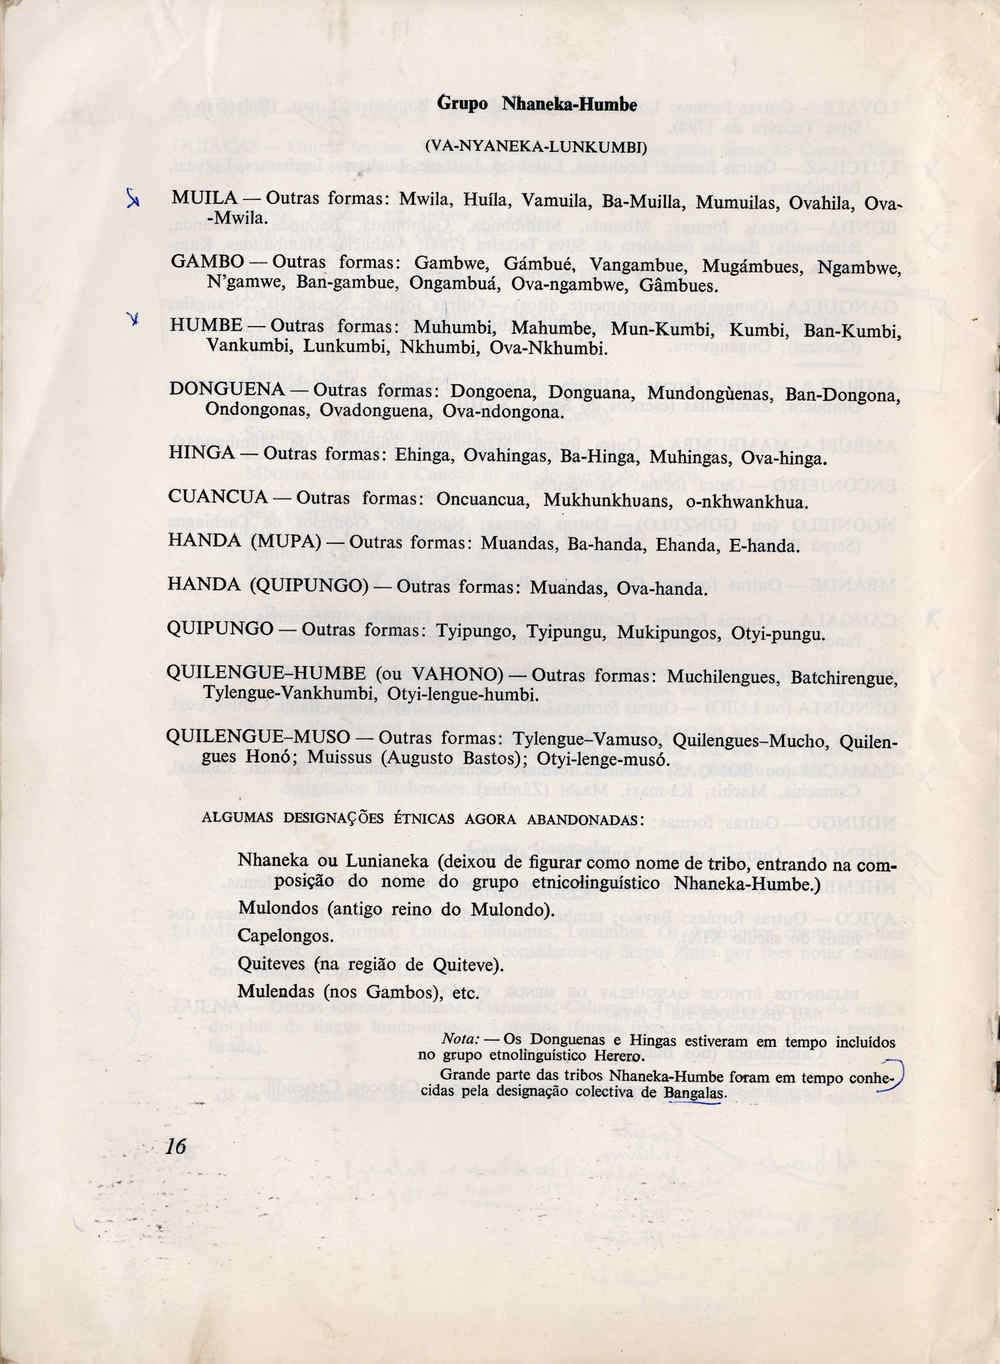 Grupo Nhaneka-Humbe
(VA-NYANEKA-LUNKUMBI)
MUILA — Outras formas: Mwila, Huíla, Vamuila, Ba-Muilla, Mumuilas, Ovahila, Ova-
-Mwila.
GAMBO — Outras formas: Gambwe, Gámbué, Vangambue, Mugámbues, Ngambwe,
N'gamwe, Ban-gambue, Ongambuá, Ova-ngambwe, Gâmbues.
HUMBE — Outras formas: Muhumbi, Mahumbe, Mun-Kumbi, Kumbi, Ban-Kumbi,
Vankumbi, Lunkumbi, Nkhumbi, Ova-Nkhumbi.
DONGUENA — Outras formas: Dongoena, Donguana, Mundongùenas, Ban-Dongona,
Ondongonas, Ovadonguena, Ova-ndongona.
HINGA — Outras formas: Ehinga, Ovahingas, Ba-Hinga, Muhingas, Ova-hinga.
CUANCUA — Outras formas: Oncuancua, Mukhunkhuans, o-nkhwankhua.
HANDA (MUPA) — Outras formas: Muandas, Ba-handa, Ehanda, E-handa.
HANDA (QUIPUNGO) — Outras formas: Muandas, Ova-handa.
QUIPUNGO — Outras formas: Tyipungo, Tyipungu, Mukipungos, Otyi-pungu.
QUILENGUE-HUMBE (ou VAHONO) — Outras formas: Muchilengues, Batchirengue,
Tylengue-Vankhumbi, Otyi-lengue-humbi.
QUILENGUE-MUSO — Outras formas: Tylengue-Vamuso, Quilengues-Mucho, Quilen-
gues Honó; Muissus (Augusto Bastos); Otyi-lenge-musó.
ALGUMAS DESIGNAÇÕES ÉTNICAS AGORA ABANDONADAS:
Nhaneka ou Lunianeka (deixou de figurar como nome de tribo, entrando na com-
posição do nome do grupo etnicolinguístico Nhaneka-Humbe.)
Mulondos (antigo reino do Mulondo).
Capelongos.
Quiteves (na região de Quiteve).
Mulendas (nos Gambos), etc.
Nota: — Os Donguenas e Hingas estiveram em tempo incluídos
no grupo etnolinguístico Herero.
Grande parte das tribos Nhaneka-Humbe foram em tempo conhe-
cidas pela designação colectiva de Bangalas.
16